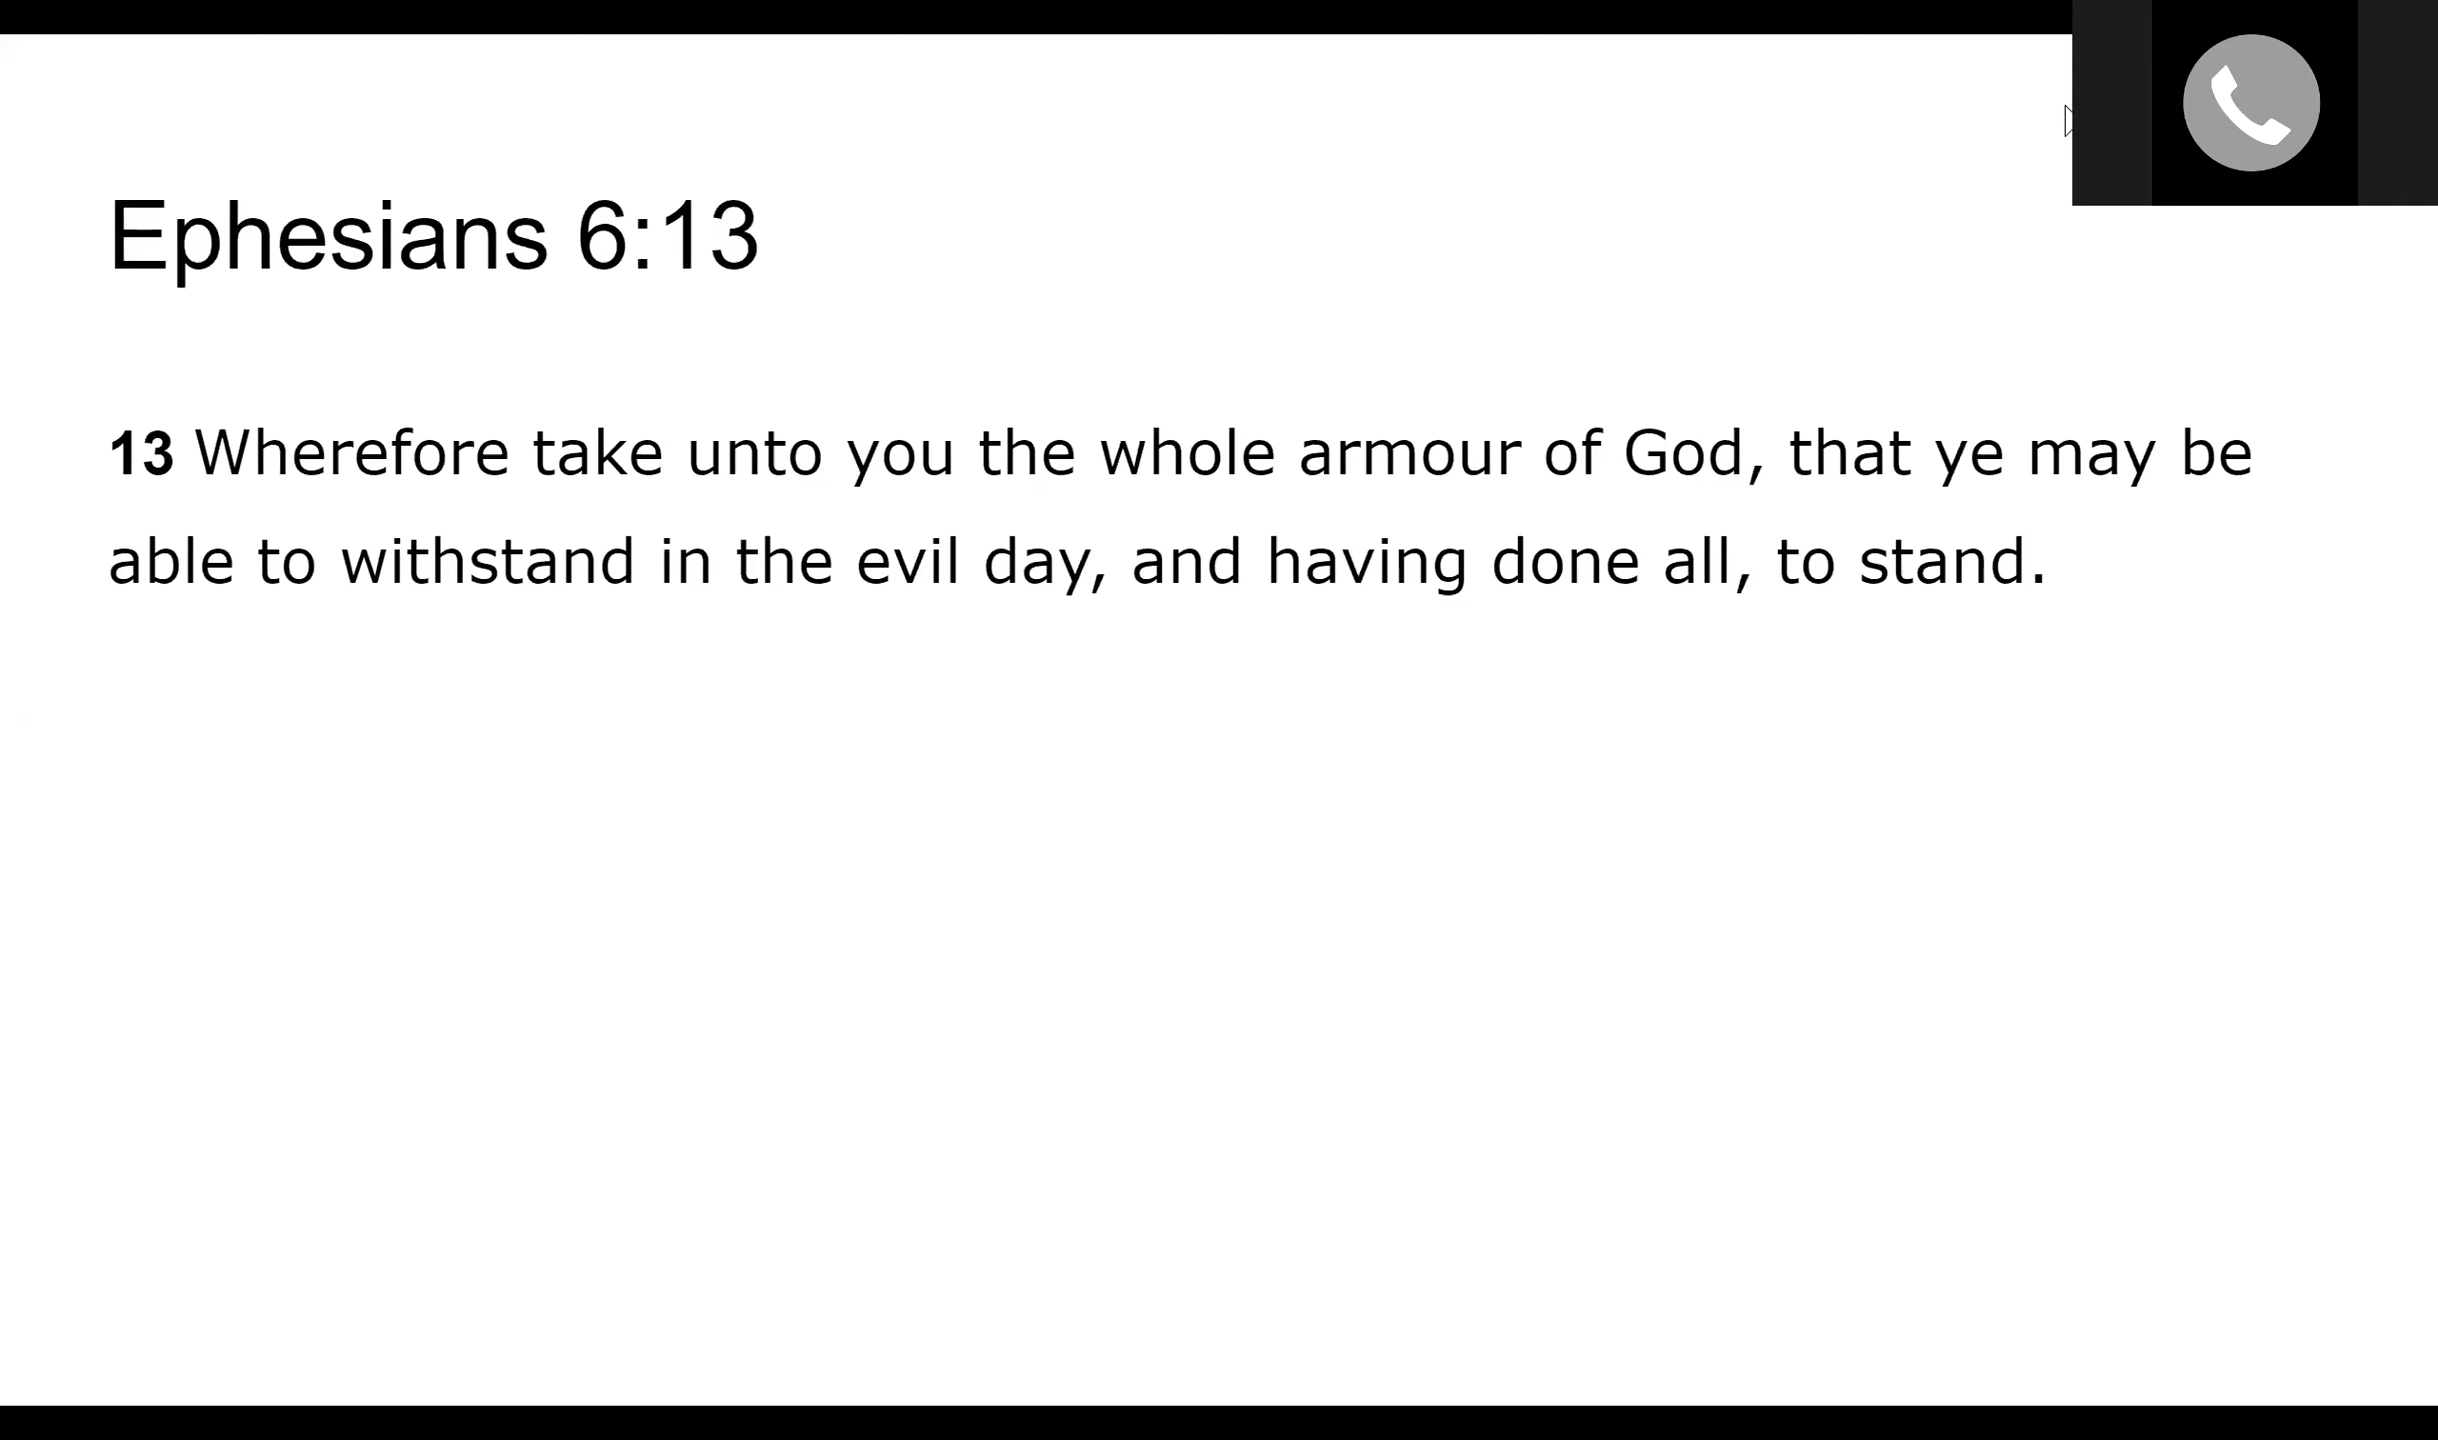 Ephesians 6:13
13 Wherefore take unto you the whole armour of God, that ye may be
able to withstand in the evil day, and having done all, to stand.